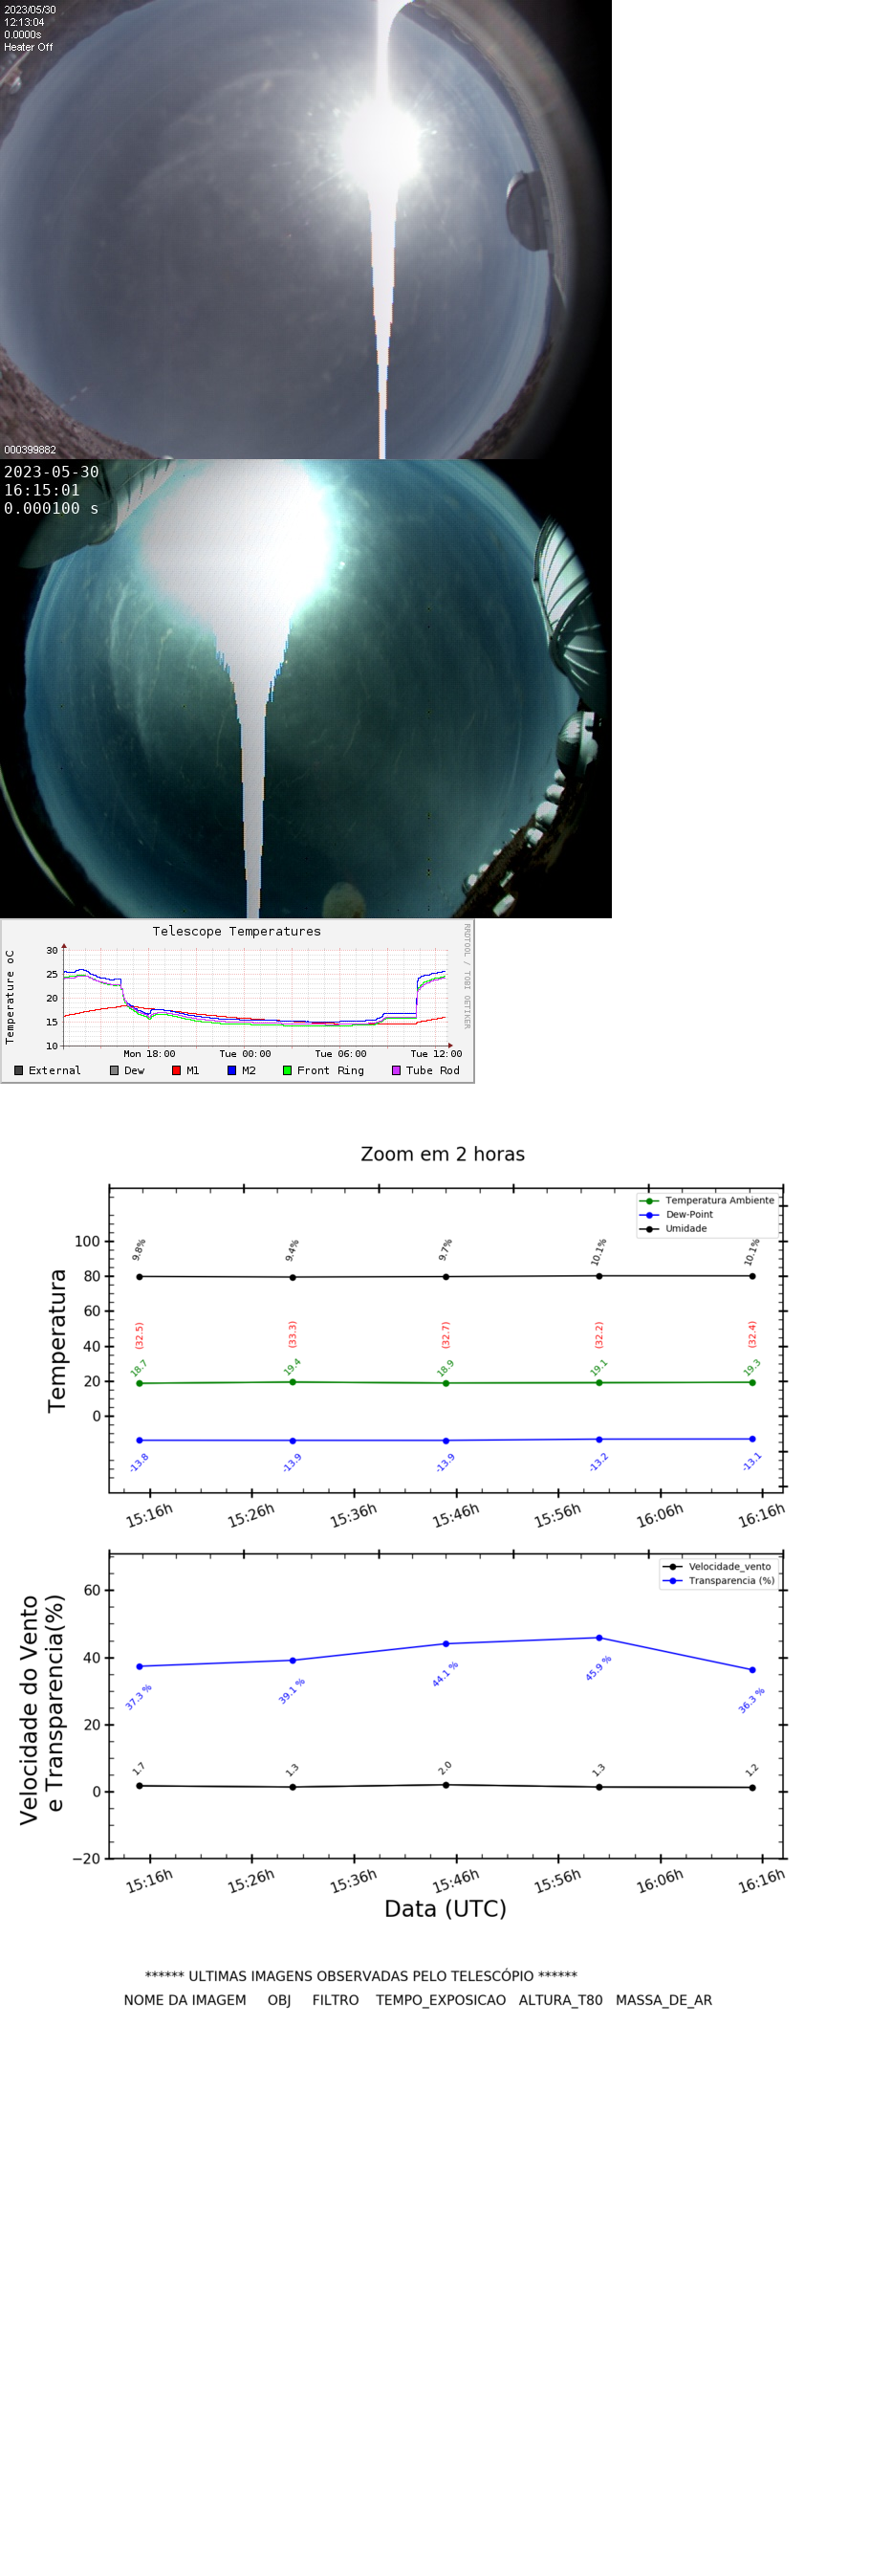 2023/05/30
12:13:04
0.0000s
Heater Off
000399882
2023-05-30
16:15:01
0.000100 s
Telescope Temperatures
RRDTOOL / TOBI OETIKER
Temperature oC
30
25
20
15
10
Mon 18:00 Tue 00:00 Tue 06:00 Tue 12:00
External Dew M1 M2 Front Ring Tube Rod
Zoom em 2 horas
Temperatura
Temperatura Ambiente
Dew-Point
Umidade
100
80
60
40
20
0
9.8% 9.4% 9.7% 10.1% 10.1%
(32.5) (33.3) (32.7) (32.2) (32.4)
18.7 19.4 18.9 19.1 19.3
-13.8 -13.9 -13.9 -13.2 -13.1
15:16h 15:26h 15:36h 15:46h 15:56h 16:06h 16:16h
Velocidade do Vento
e Transparencia(%)
Velocidade_vento
Transparencia (%)
60
40
20
0
−20
37.3 % 39.1 % 44.1 % 45.9 % 36.3 %
1.7 1.3 2.0 1.3 1.2
15:16h 15:26h 15:36h 15:46h 15:56h 16:06h 16:16h
Data (UTC)
****** ULTIMAS IMAGENS OBSERVADAS PELO TELESCÓPIO ******
NOME DA IMAGEM OBJ FILTRO TEMPO_EXPOSICAO ALTURA_T80 MASSA_DE_AR